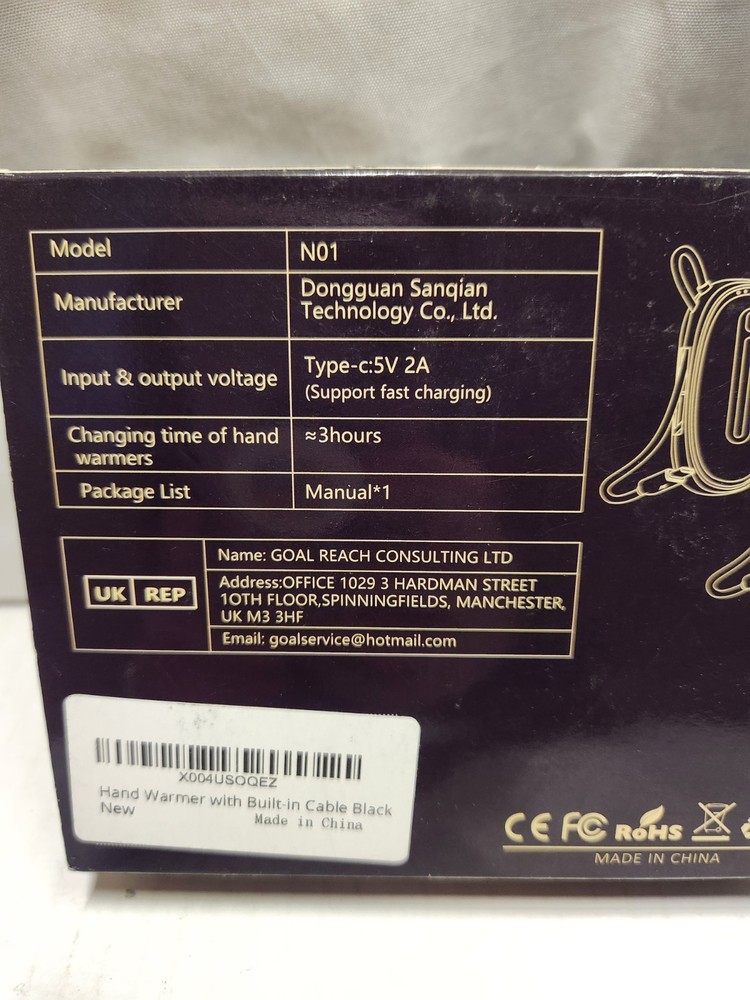 Model
N01
Manufacturer
Dongguan Sanqian
Technology Co., Ltd.
Input & output voltage
Type-c:5V 2A
(Support fast charging)
Changing time of hand
warmers
≈3hours
Package List
Manual*1
UK REP
Name: GOAL REACH CONSULTING LTD
Address:OFFICE 1029 3 HARDMAN STREET
10TH FLOOR,SPINNINGFIELDS, MANCHESTER,
UK M3 3HF
Email: goalservice@hotmail.com
X004USOQEZ
Hand Warmer with Built-in Cable Black
New
Made in China
CE FC RoHS
MADE IN CHINA